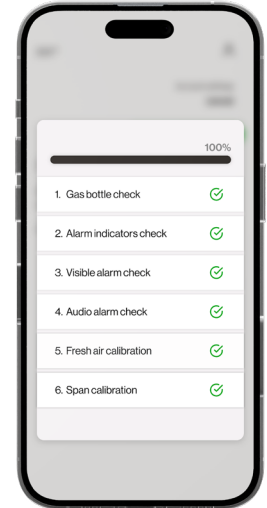 100%
1. Gas bottle check
2. Alarm indicators check
3. Visible alarm check
4. Audio alarm check
5. Fresh air calibration
6. Span calibration